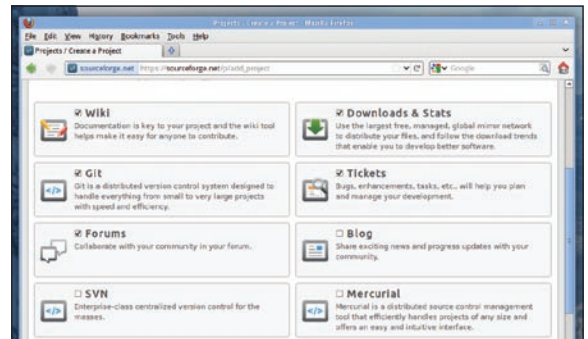 Projects / Create a Project - Mozilla Firefox
File Edit View History Bookmarks Tools Help
Projects / Create a Project
sourceforge.net https://sourceforge.net/p/add_project
Google
Wiki
Documentation is key to your project and the wiki tool
helps make it easy for anyone to contribute.
Downloads & Stats
Use the largest free, managed, global mirror network
to distribute your files, and follow the download trends
that enable you to develop better software.
Git
Git is a distributed version control system designed to
handle everything from small to very large projects
with speed and efficiency.
Tickets
Bugs, enhancements, tasks, etc., will help you plan
and manage your development.
Forums
Collaborate with your community in your forum.
Blog
Share exciting news and progress updates with your
community.
SVN
Enterprise-class centralized version control for the
masses.
Mercurial
Mercurial is a distributed source control management
tool that efficiently handles projects of any size and
offers an easy and intuitive interface.